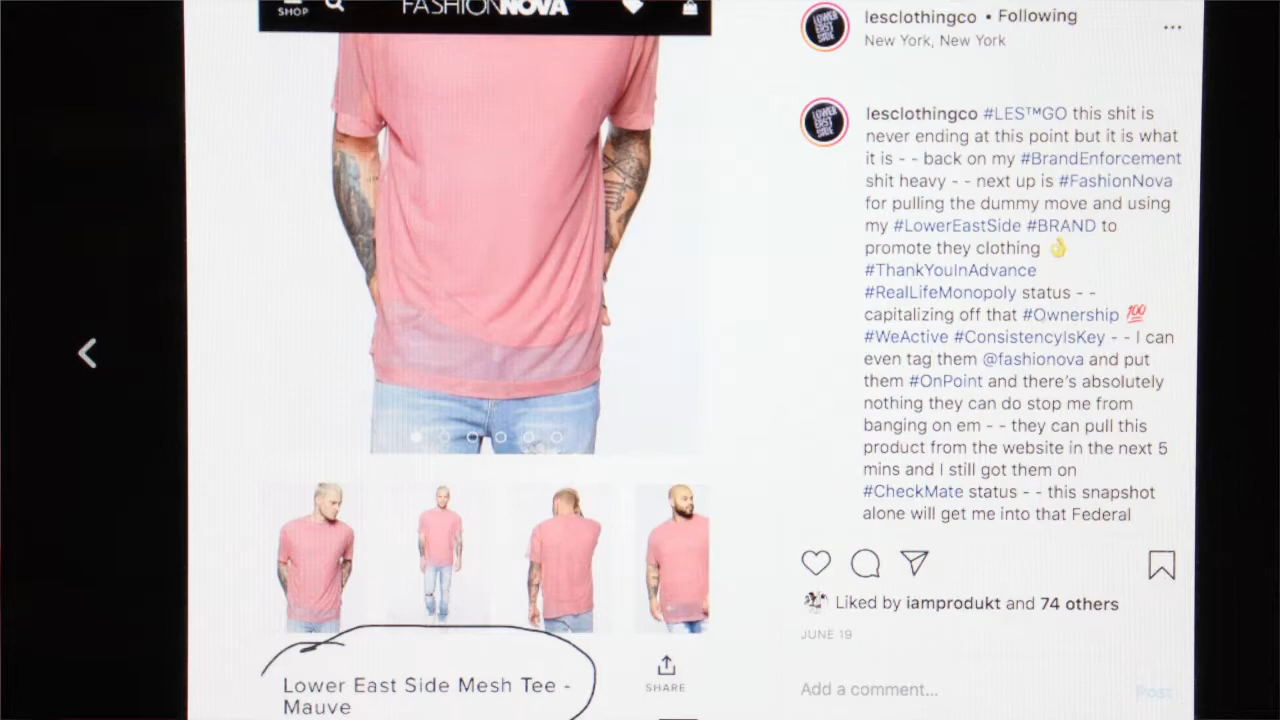 SHOP
FASHIONNOVA
Lower East Side Mesh Tee -
Mauve
SHARE
lesclothingco • Following
New York, New York
lesclothingco #LES™GO this shit is
never ending at this point but it is what
it is - - back on my #BrandEnforcement
shit heavy - - next up is #FashionNova
for pulling the dummy move and using
my #LowerEastSide #BRAND to
promote they clothing 👌
#ThankYouInAdvance
#RealLifeMonopoly status - -
capitalizing off that #Ownership 💯
#WeActive #ConsistencyIsKey - - I can
even tag them @fashionova and put
them #OnPoint and there's absolutely
nothing they can do stop me from
banging on em - - they can pull this
product from the website in the next 5
mins and I still got them on
#CheckMate status - - this snapshot
alone will get me into that Federal
Liked by iamprodukt and 74 others
JUNE 19
Add a comment...
Post